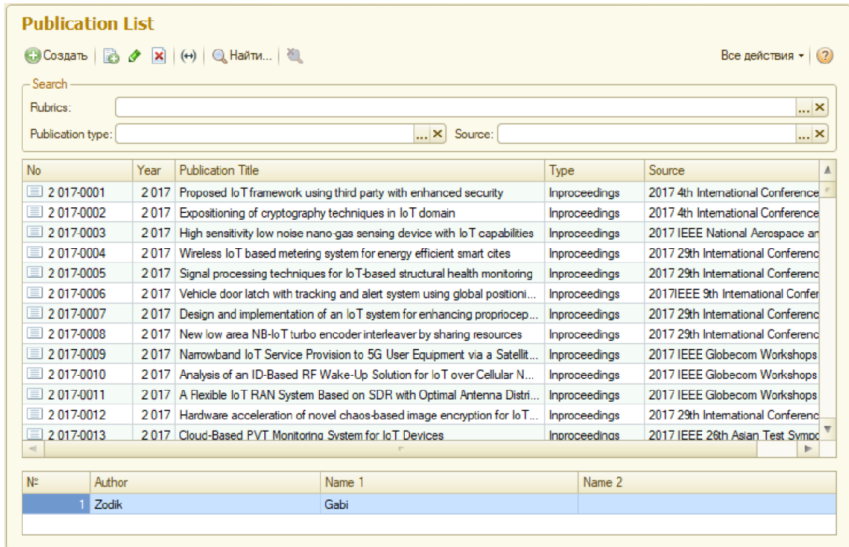 Publication List
Создать (↔) Найти... Все действия ?
Search
Rubrics: ...
Publication type: ... Source: ...
No Year Publication Title Type Source
2 017-0001 2 017 Proposed IoT framework using third party with enhanced security Inproceedings 2017 4th International Conference
2 017-0002 2 017 Expositioning of cryptography techniques in IoT domain Inproceedings 2017 4th International Conference
2 017-0003 2 017 High sensitivity low noise nano-gas sensing device with IoT capabilities Inproceedings 2017 IEEE National Aerospace an
2 017-0004 2 017 Wireless IoT based metering system for energy efficient smart cites Inproceedings 2017 29th International Conferenc
2 017-0005 2 017 Signal processing techniques for IoT-based structural health monitoring Inproceedings 2017 29th International Conferenc
2 017-0006 2 017 Vehicle door latch with tracking and alert system using global positioni... Inproceedings 2017IEEE 9th International Confer
2 017-0007 2 017 Design and implementation of an IoT system for enhancing propriocep... Inproceedings 2017 29th International Conferenc
2 017-0008 2 017 New low area NB-IoT turbo encoder interleaver by sharing resources Inproceedings 2017 29th International Conferenc
2 017-0009 2 017 Narrowband IoT Service Provision to 5G User Equipment via a Satellit... Inproceedings 2017 IEEE Globecom Workshops
2 017-0010 2 017 Analysis of an ID-Based RF Wake-Up Solution for IoT over Cellular N... Inproceedings 2017 IEEE Globecom Workshops
2 017-0011 2 017 A Flexible IoT RAN System Based on SDR with Optimal Antenna Distri... Inproceedings 2017 IEEE Globecom Workshops
2 017-0012 2 017 Hardware acceleration of novel chaos-based image encryption for IoT... Inproceedings 2017 29th International Conferenc
2 017-0013 2 017 Cloud-Based PVT Monitoring System for IoT Devices Inproceedings 2017 IEEE 26th Asian Test Sympo
№ Author Name 1 Name 2
1 Zodik Gabi